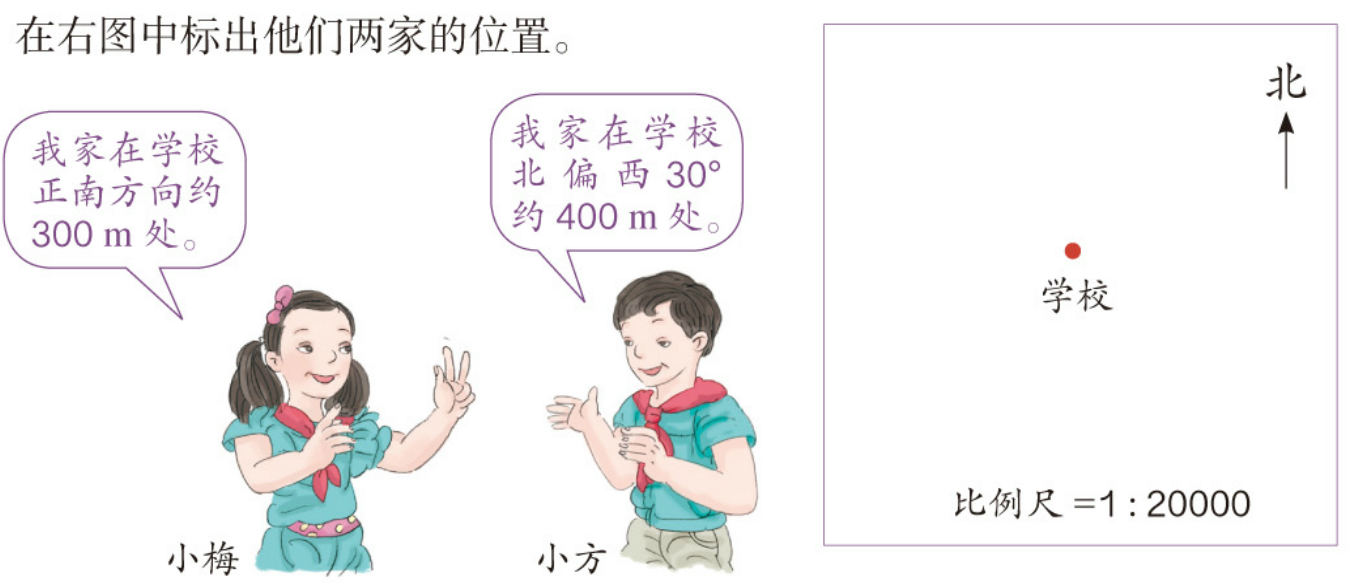 在右图中标出他们两家的位置。
我家在学校
正南方向约
300 m 处。
小梅
我家在学校
北偏西30°
约 400 m 处。
小方
北
学校
比例尺 =1 : 20000